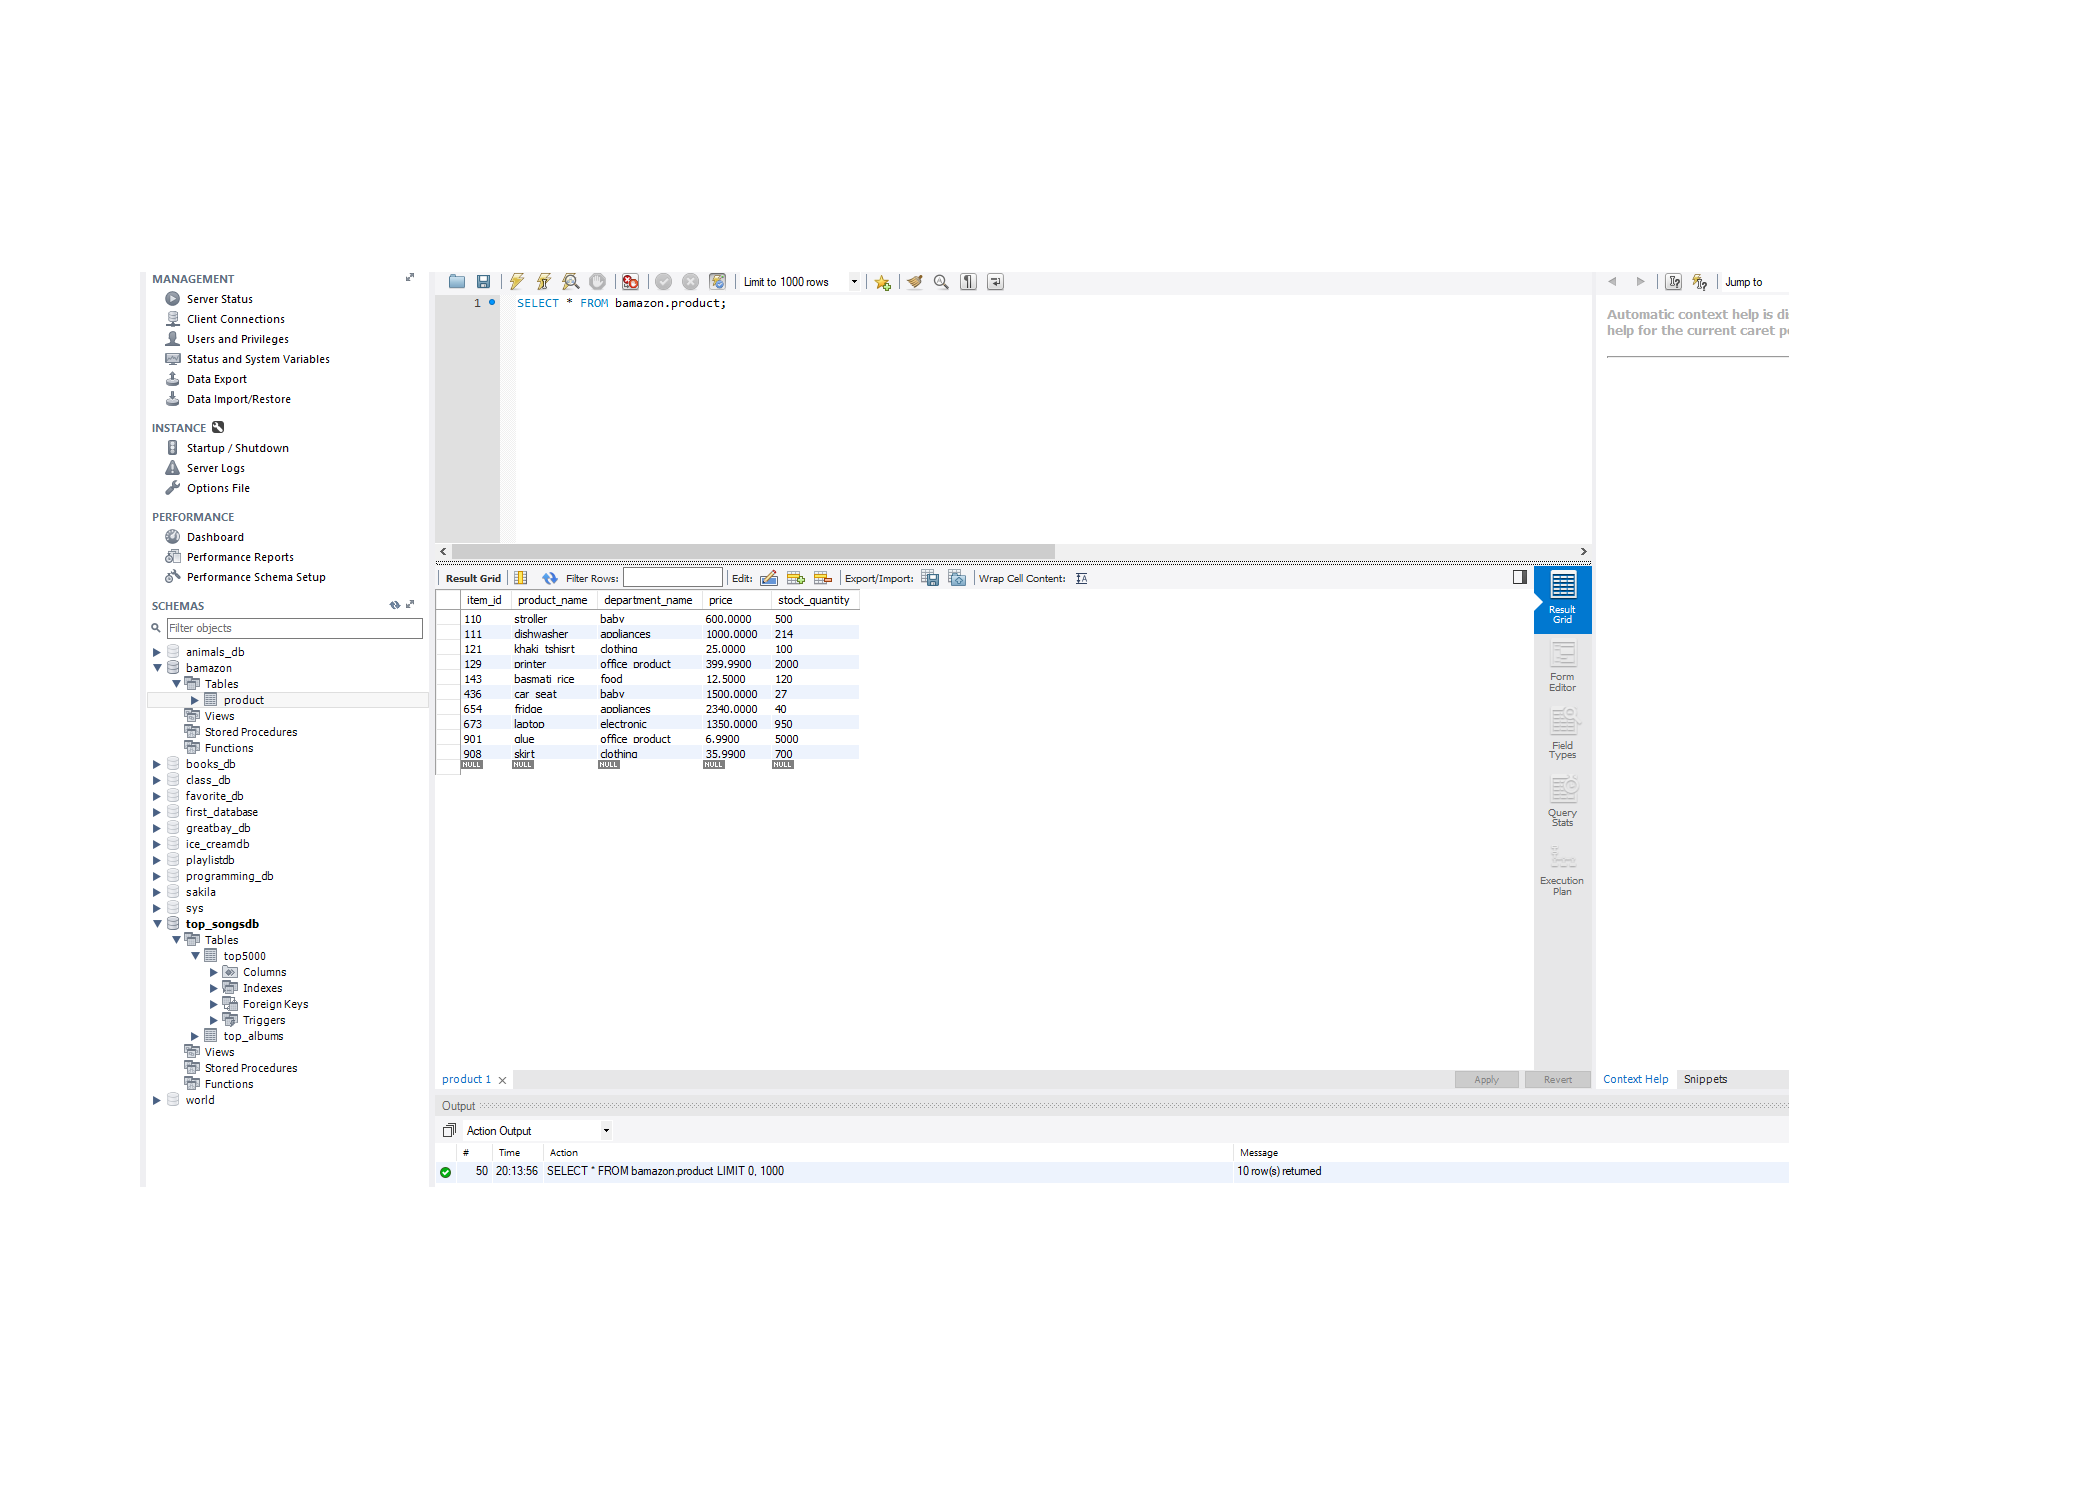 MANAGEMENT
Server Status
Client Connections
Users and Privileges
Status and System Variables
Data Export
Data Import/Restore
INSTANCE
Startup / Shutdown
Server Logs
Options File
PERFORMANCE
Dashboard
Performance Reports
Performance Schema Setup
SCHEMAS
Filter objects
animals_db
bamazon
Tables
product
Views
Stored Procedures
Functions
books_db
class_db
favorite_db
first_database
greatbay_db
ice_creamdb
playlistdb
programming_db
sakila
sys
top_songsdb
Tables
top5000
Columns
Indexes
Foreign Keys
Triggers
top_albums
Views
Stored Procedures
Functions
world
Limit to 1000 rows
1 SELECT * FROM bamazon.product;
Result Grid Filter Rows: Edit: Export/Import: Wrap Cell Content:
item_id product_name department_name price stock_quantity
110 stroller baby 600.0000 500
111 dishwasher appliances 1000.0000 214
121 khaki_tshisrt clothing 25.0000 100
129 printer office_product 399.9900 2000
143 basmati_rice food 12.5000 120
436 car_seat baby 1500.0000 27
654 fridge appliances 2340.0000 40
673 laptop electronic 1350.0000 950
901 glue office_product 6.9900 5000
908 skirt clothing 35.9900 700
NULL NULL NULL NULL NULL
Result
Grid
Form
Editor
Field
Types
Query
Stats
Execution
Plan
product 1
Apply Revert
Output
Action Output
# Time Action Message
50 20:13:56 SELECT * FROM bamazon.product LIMIT 0, 1000 10 row(s) returned
Jump to
Automatic context help is di
help for the current caret p
Context Help Snippets